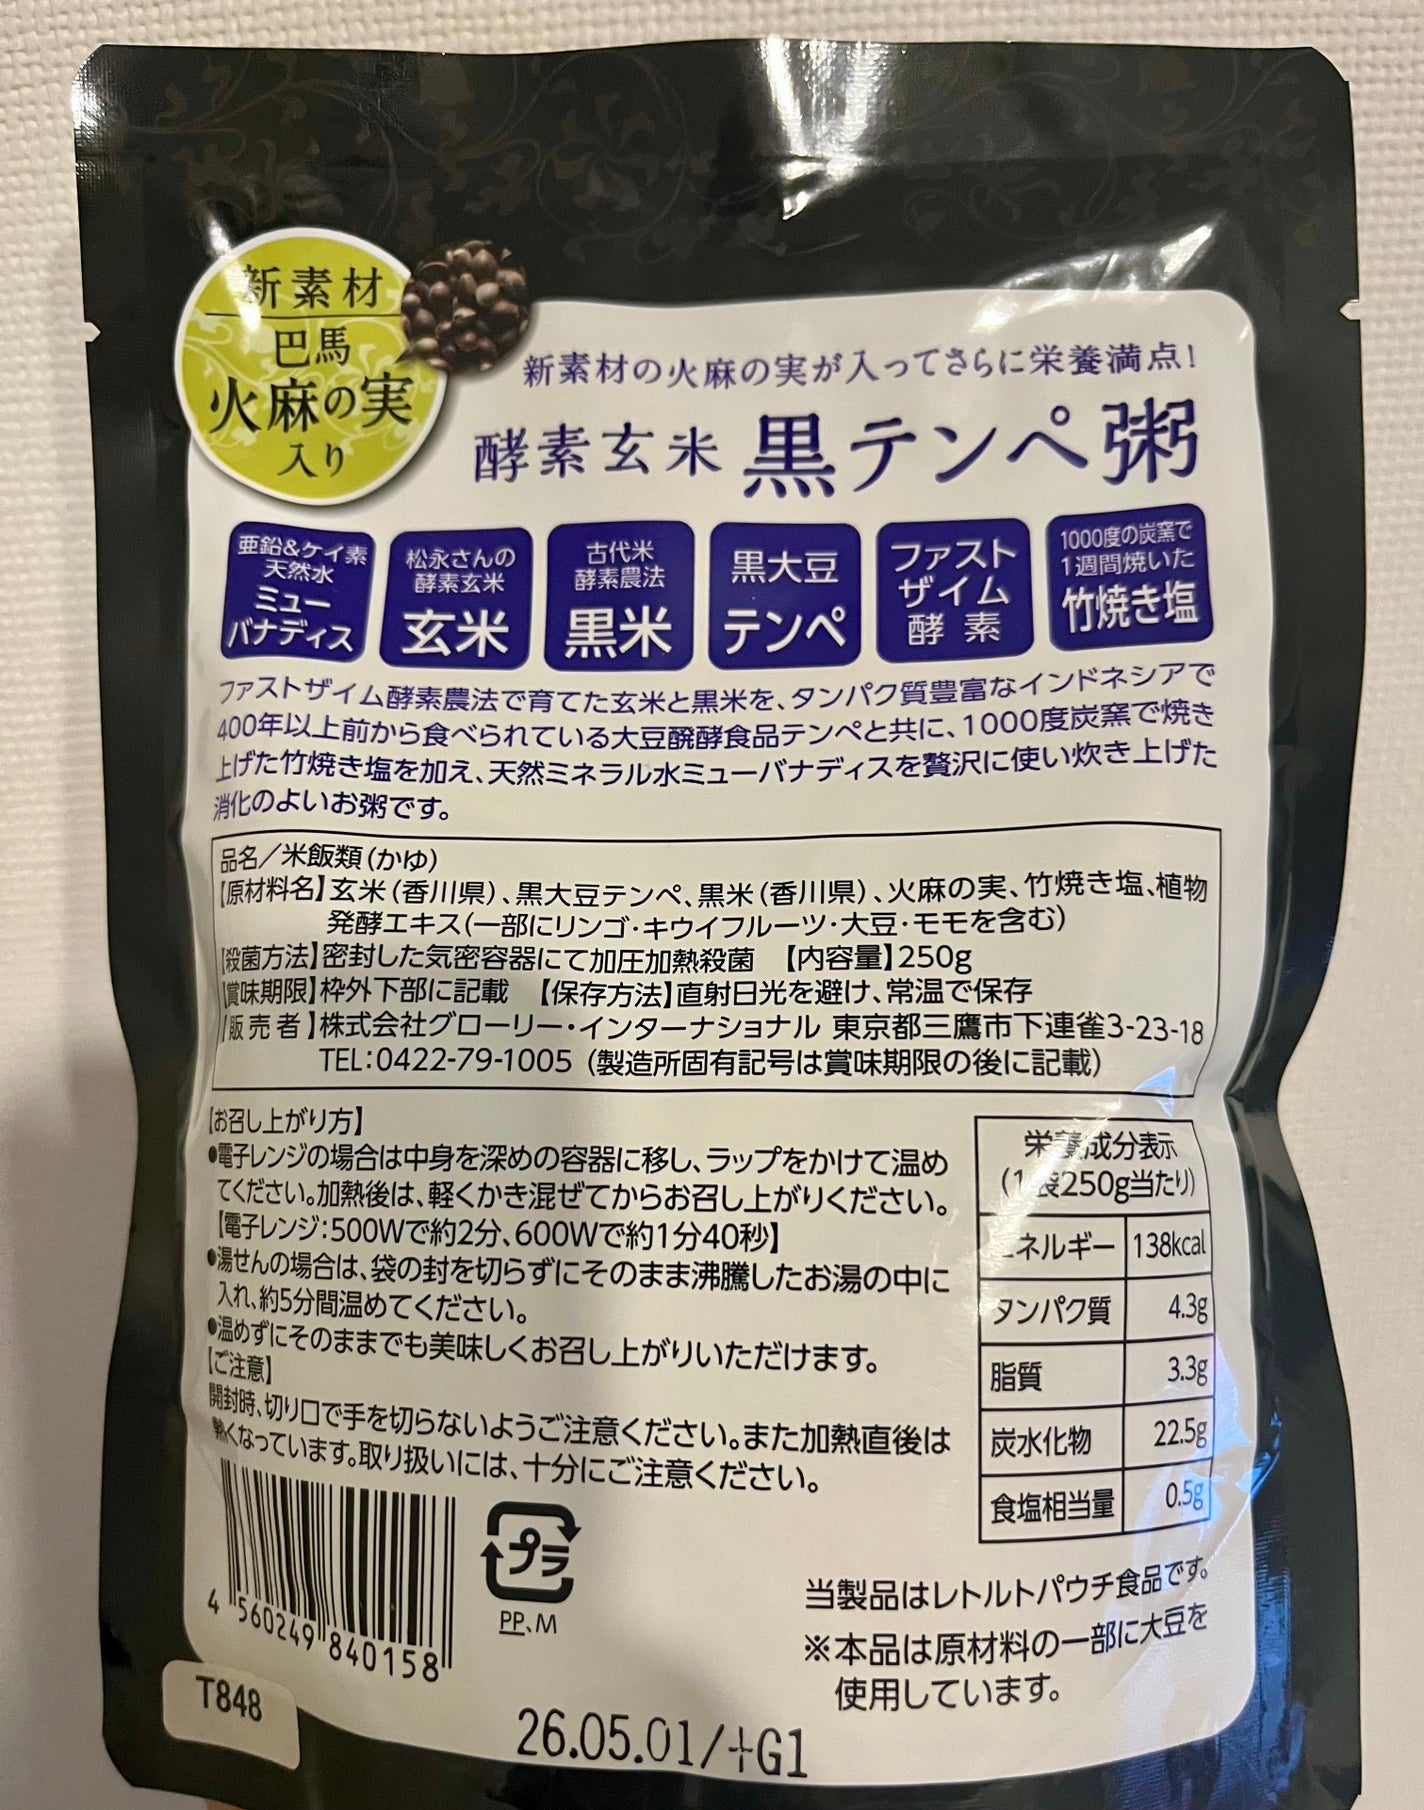 新素材
巴馬
火麻の実
入り
新素材の火麻の実が入ってさらに栄養満点!
酵素玄米 黒テンペ粥
亜鉛&ケイ素
天然水
ミュー
バナディス
松永さんの
酵素玄米
玄米
古代米
酵素農法
黒米
黒大豆
テンペ
ファスト
ザイム
酵素
1000度の炭窯で
1週間焼いた
竹焼き塩
ファストザイム酵素農法で育てた玄米と黒米を、タンパク質豊富なインドネシアで
400年以上前から食べられている大豆醗酵食品テンペと共に、1000度炭窯で焼き
上げた竹焼き塩を加え、天然ミネラル水ミューバナディスを贅沢に使い炊き上げた
消化のよいお粥です。
品名/米飯類(かゆ)
【原材料名】玄米(香川県)、黒大豆テンペ、黒米(香川県)、火麻の実、竹焼き塩、植物
発酵エキス(一部にリンゴ・キウイフルーツ・大豆・モモを含む)
【殺菌方法】密封した気密容器にて加圧加熱殺菌 【内容量】250g
【賞味期限】枠外下部に記載 【保存方法】直射日光を避け、常温で保存
【販売者】株式会社グローリー・インターナショナル 東京都三鷹市下連雀3-23-18
TEL:0422-79-1005 (製造所固有記号は賞味期限の後に記載)
【お召し上がり方】
●電子レンジの場合は中身を深めの容器に移し、ラップをかけて温め
てください。加熱後は、軽くかき混ぜてからお召し上がりください。
【電子レンジ:500Wで約2分、600Wで約1分40秒】
●湯せんの場合は、袋の封を切らずにそのまま沸騰したお湯の中に
入れ、約5分間温めてください。
●温めずにそのままでも美味しくお召し上がりいただけます。
【ご注意】
開封時、切り口で手を切らないようご注意ください。また加熱直後は
熱くなっています。取り扱いには、十分にご注意ください。
栄養成分表示
(1袋250g当たり)
エネルギー 138kcal
タンパク質 4.3g
脂質 3.3g
炭水化物 22.5g
食塩相当量 0.5g
4 560249 840158
プラ
PP、M
当製品はレトルトパウチ食品です。
※本品は原材料の一部に大豆を
使用しています。
T848
26.05.01/+G1